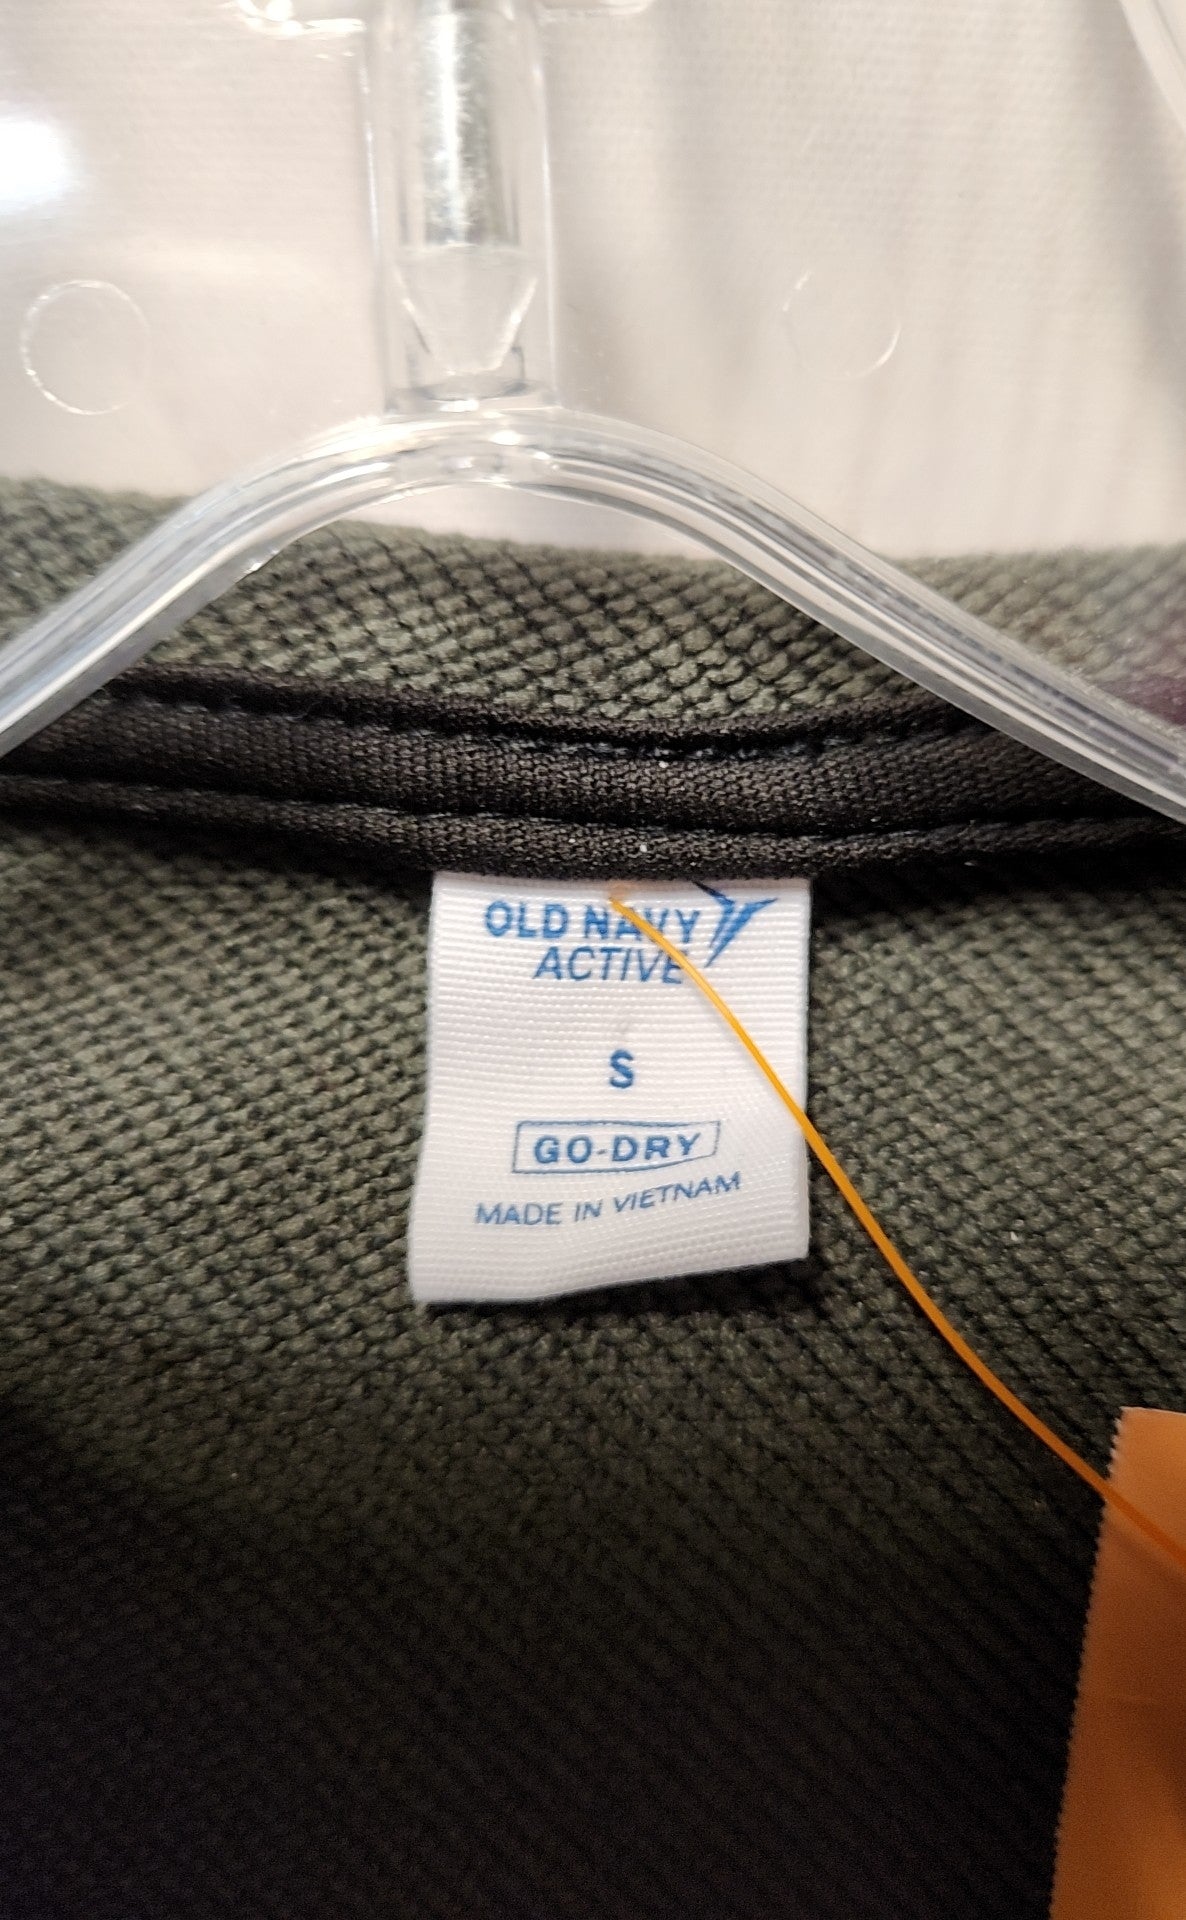 OLD NAVY
ACTIVE
S
GO-DRY
MADE IN VIETNAM